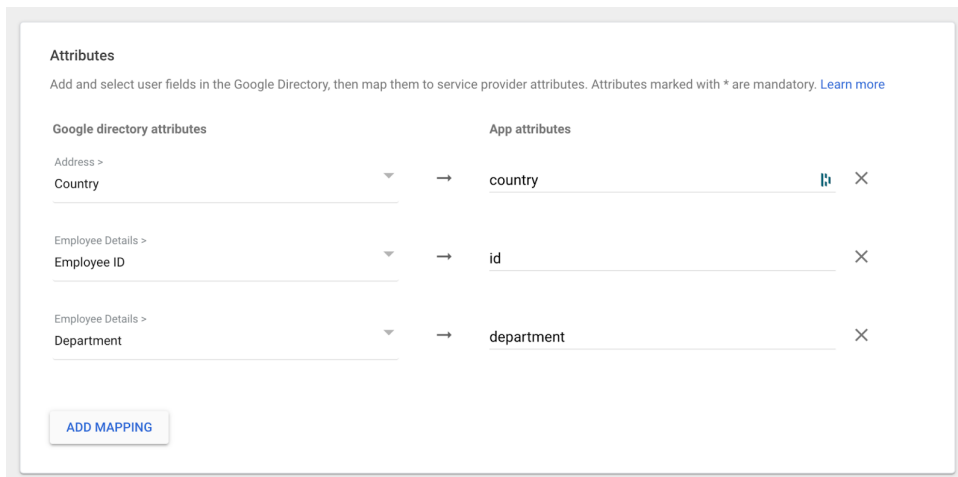 Attributes
Add and select user fields in the Google Directory, then map them to service provider attributes. Attributes marked with * are mandatory. Learn more
Google directory attributes App attributes
Address >
Country → country
Employee Details >
Employee ID → id
Employee Details >
Department → department
ADD MAPPING